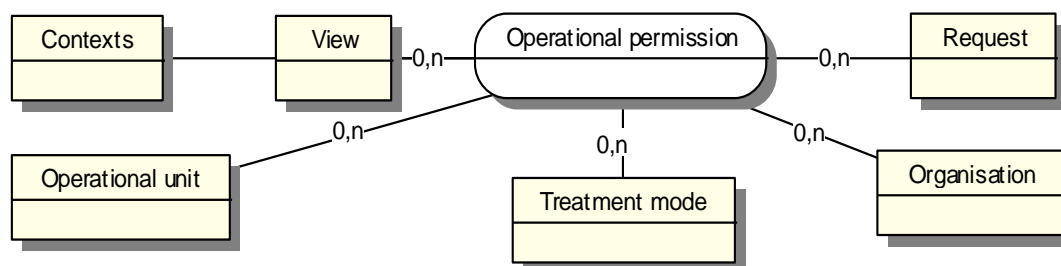 Contexts
View
0,n
Operational permission
0,n
Request
Operational unit
0,n
0,n
Treatment mode
0,n
Organisation